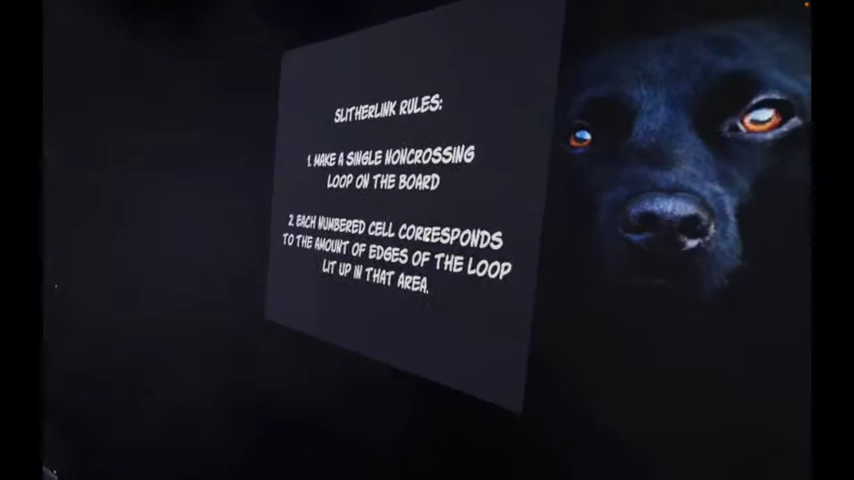 SLITHERLINK RULES:
1. MAKE A SINGLE NONCROSSING
LOOP ON THE BOARD
2. EACH NUMBERED CELL CORRESPONDS
TO THE AMOUNT OF EDGES OF THE LOOP
LIT UP IN THAT AREA.